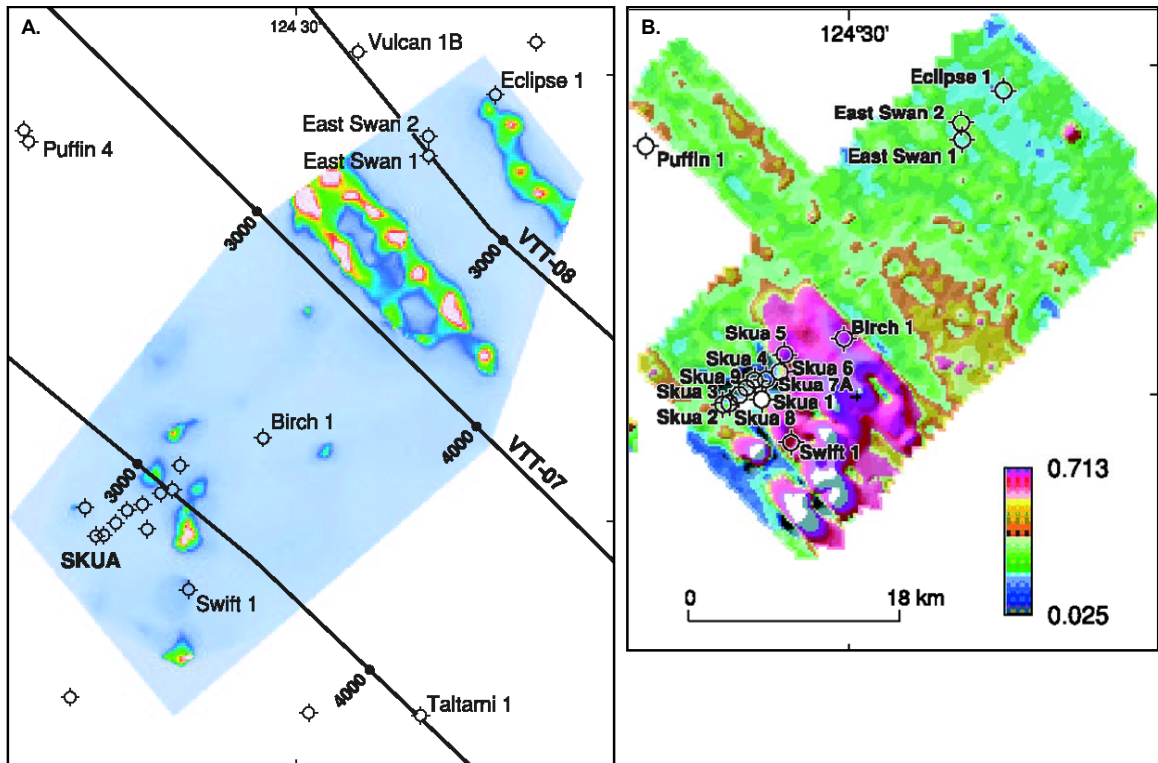 A.
124 30
Vulcan 1B
Eclipse 1
East Swan 2
East Swan 1
Puffin 4
3000
3000
VTT-08
Birch 1
4000
VTT-07
3000
SKUA
Swift 1
4000
Taltarni 1
B.
124°30'
Eclipse 1
East Swan 2
East Swan 1
Puffin 1
Birch 1
Skua 5
Skua 4
Skua 6
Skua 9
Skua 7A
Skua 3
Skua 1
Skua 2
Skua 8
Swift 1
0.713
0.025
0
18 km